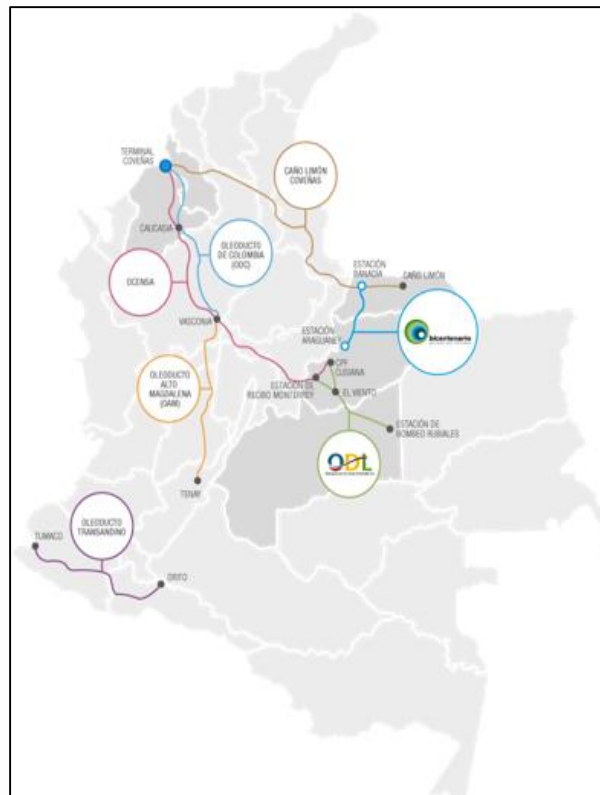 TERMINAL
COVEÑAS
CAÑO LIMÓN
COVEÑAS
CAUCASIA
OLEODUCTO
DE COLOMBIA
(ODC)
ESTACIÓN
BANADÍA
CAÑO LIMÓN
OCENSA
bicentenario
VASCONIA
ESTACIÓN
ARAGUANEY
CPF
CUSIANA
OLEODUCTO
ALTO
MAGDALENA
(OAM)
ESTACIÓN DE
RECIBO MONTERREY
EL VIENTO
ESTACIÓN DE
BOMBEO RUBIALES
ODL
TENAY
OLEODUCTO
TRANSANDINO
TUMACO
ORITO